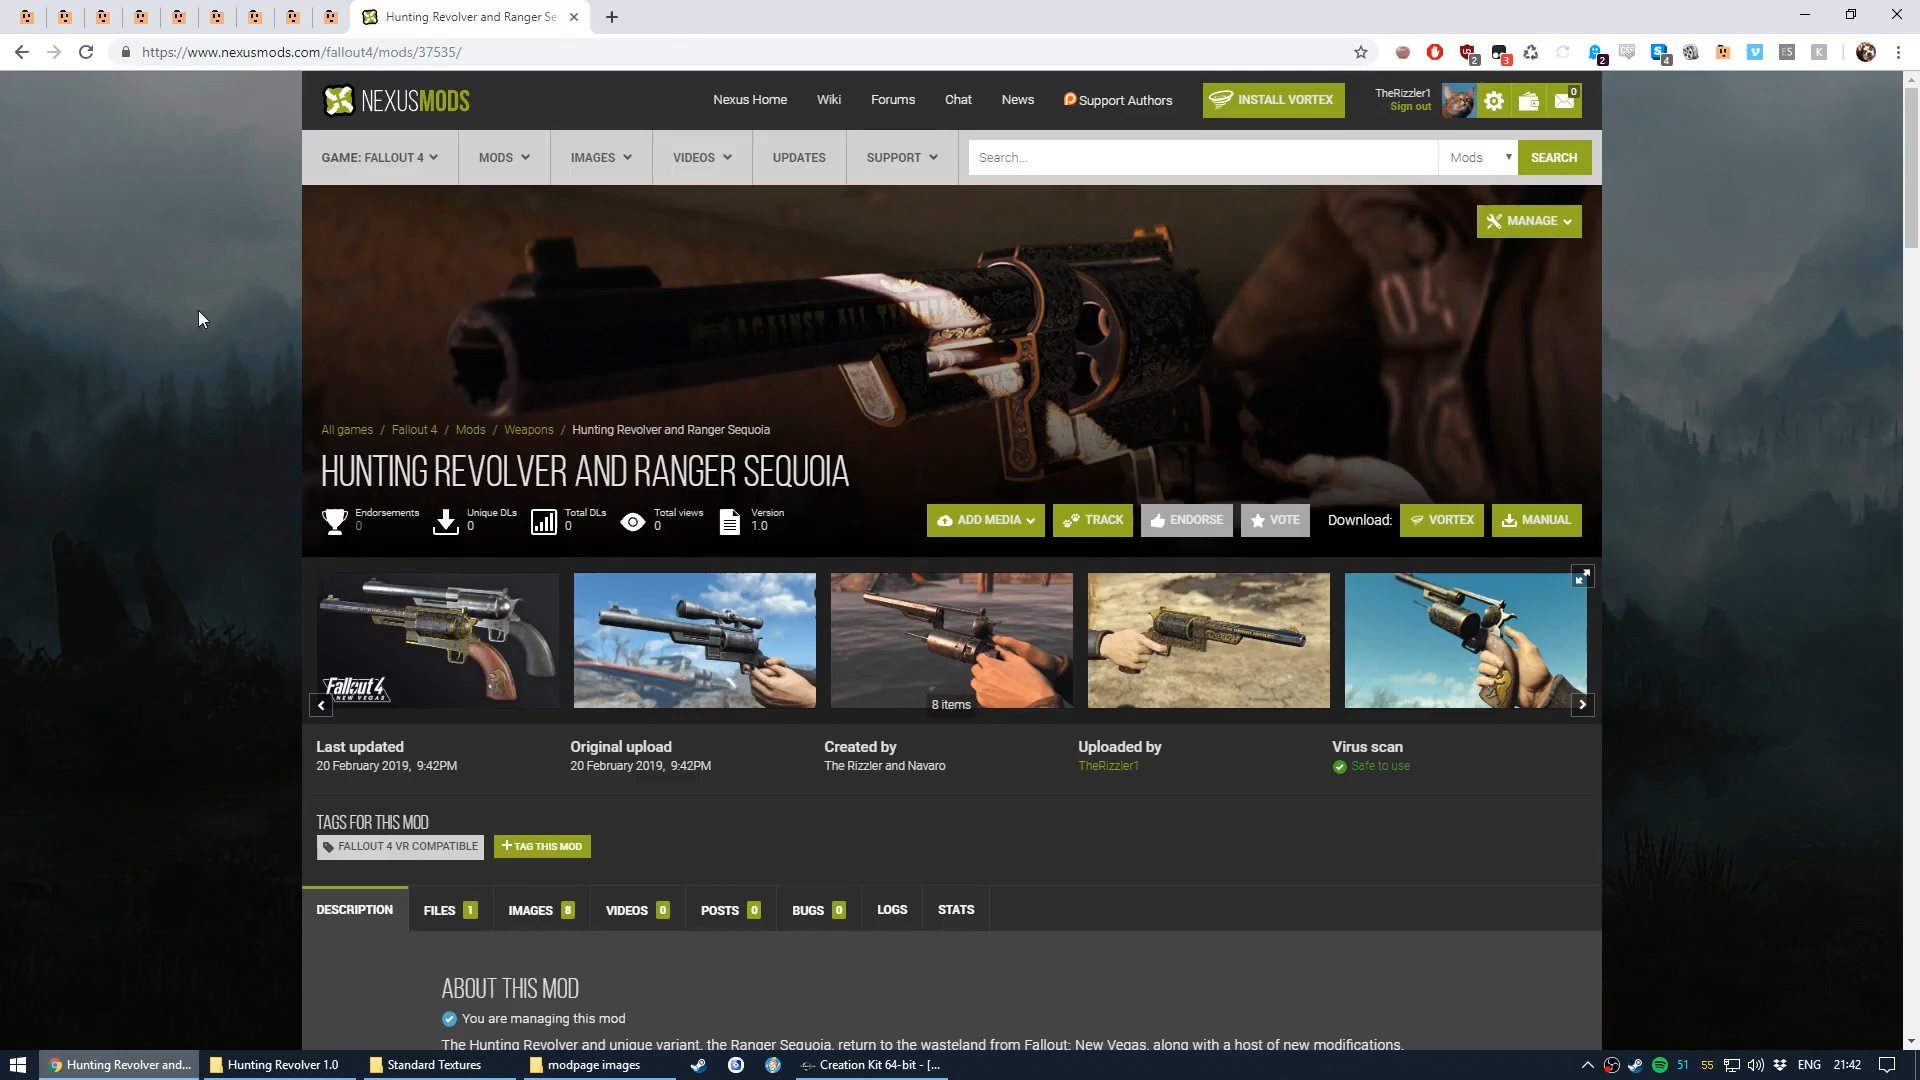 Hunting Revolver and Ranger Se
https://www.nexusmods.com/fallout4/mods/37535/
2
3
2
4
NEXUSMODS
Nexus Home
Wiki
Forums
Chat
News
Support Authors
INSTALL VORTEX
TheRizzler1
Sign out
0
GAME: FALLOUT 4
MODS
IMAGES
VIDEOS
UPDATES
SUPPORT
Search...
Mods
SEARCH
MANAGE
All games / Fallout 4 / Mods / Weapons / Hunting Revolver and Ranger Sequoia
HUNTING REVOLVER AND RANGER SEQUOIA
Endorsements
0
Unique DLs
0
Total DLs
0
Total views
0
Version
1.0
ADD MEDIA
TRACK
ENDORSE
VOTE
Download:
VORTEX
MANUAL
Fallout 4
NEW VEGAS
8 items
Last updated
20 February 2019, 9:42PM
Original upload
20 February 2019, 9:42PM
Created by
The Rizzler and Navaro
Uploaded by
TheRizzler1
Virus scan
Safe to use
TAGS FOR THIS MOD
FALLOUT 4 VR COMPATIBLE
+TAG THIS MOD
DESCRIPTION
FILES 1
IMAGES 8
VIDEOS 0
POSTS 0
BUGS 0
LOGS
STATS
ABOUT THIS MOD
You are managing this mod
The Hunting Revolver and unique variant, the Ranger Sequoia, return to the wasteland from Fallout: New Vegas, along with a host of new modifications.
Hunting Revolver and...
Hunting Revolver 1.0
Standard Textures
modpage images
Creation Kit 64-bit - [...
51
55
ENG
21:42